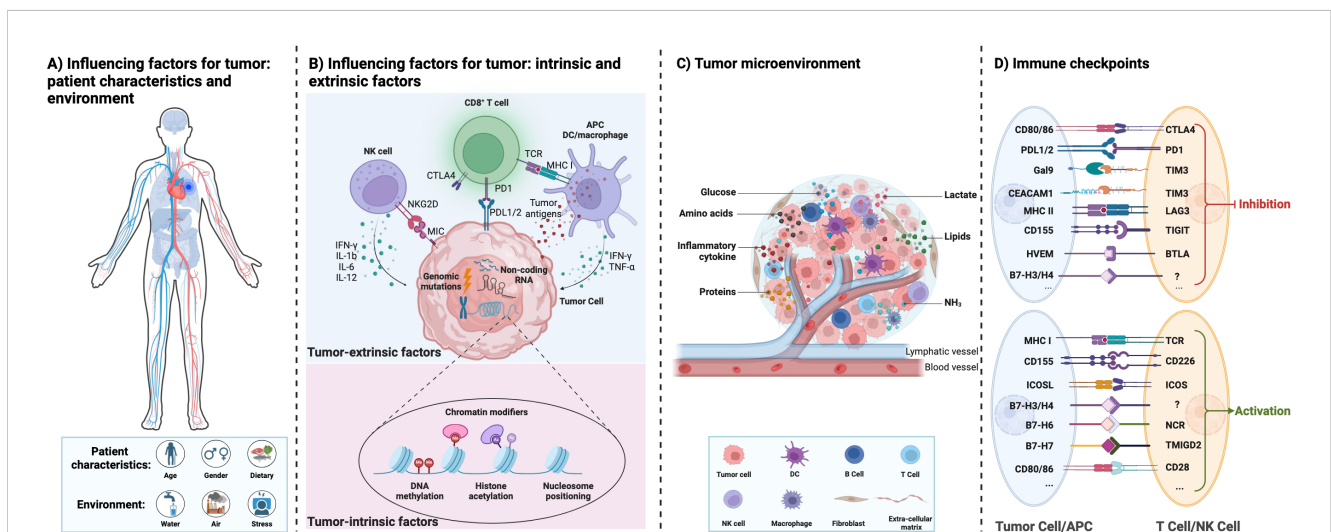 A) Influencing factors for tumor:
patient characteristics and
environment
Patient
characteristics:
Age
Gender
Dietary
Environment:
Water
Air
Stress
B) Influencing factors for tumor: intrinsic and
extrinsic factors
CD8⁺ T cell
APC
DC/macrophage
NK cell
TCR
MHC I
CTLA4
PD1
NKG2D
PDL1/2
Tumor
antigens
MIC
IFN-γ
IL-1b
IL-6
IL-12
IFN-γ
TNF-α
Genomic
mutations
Non-coding
RNA
Tumor Cell
Tumor-extrinsic factors
Chromatin modifiers
Me
Me
Ac
Ac
Me
Me
DNA
methylation
Histone
acetylation
Nucleosome
positioning
Tumor-intrinsic factors
C) Tumor microenvironment
Glucose
Lactate
Amino acids
Lipids
Inflammatory
cytokine
Proteins
NH₃
Lymphatic vessel
Blood vessel
Tumor cell
DC
B Cell
T Cell
NK cell
Macrophage
Fibroblast
Extra-cellular
matrix
D) Immune checkpoints
CD80/86 CTLA4
PDL1/2 PD1
Gal9 TIM3
CEACAM1 TIM3
MHC II LAG3
CD155 TIGIT
HVEM BTLA
B7-H3/H4 ?
... ...
Inhibition
MHC I TCR
CD155 CD226
ICOSL ICOS
B7-H3/H4 ?
B7-H6 NCR
B7-H7 TMIGD2
CD80/86 CD28
... ...
Activation
Tumor Cell/APC T Cell/NK Cell